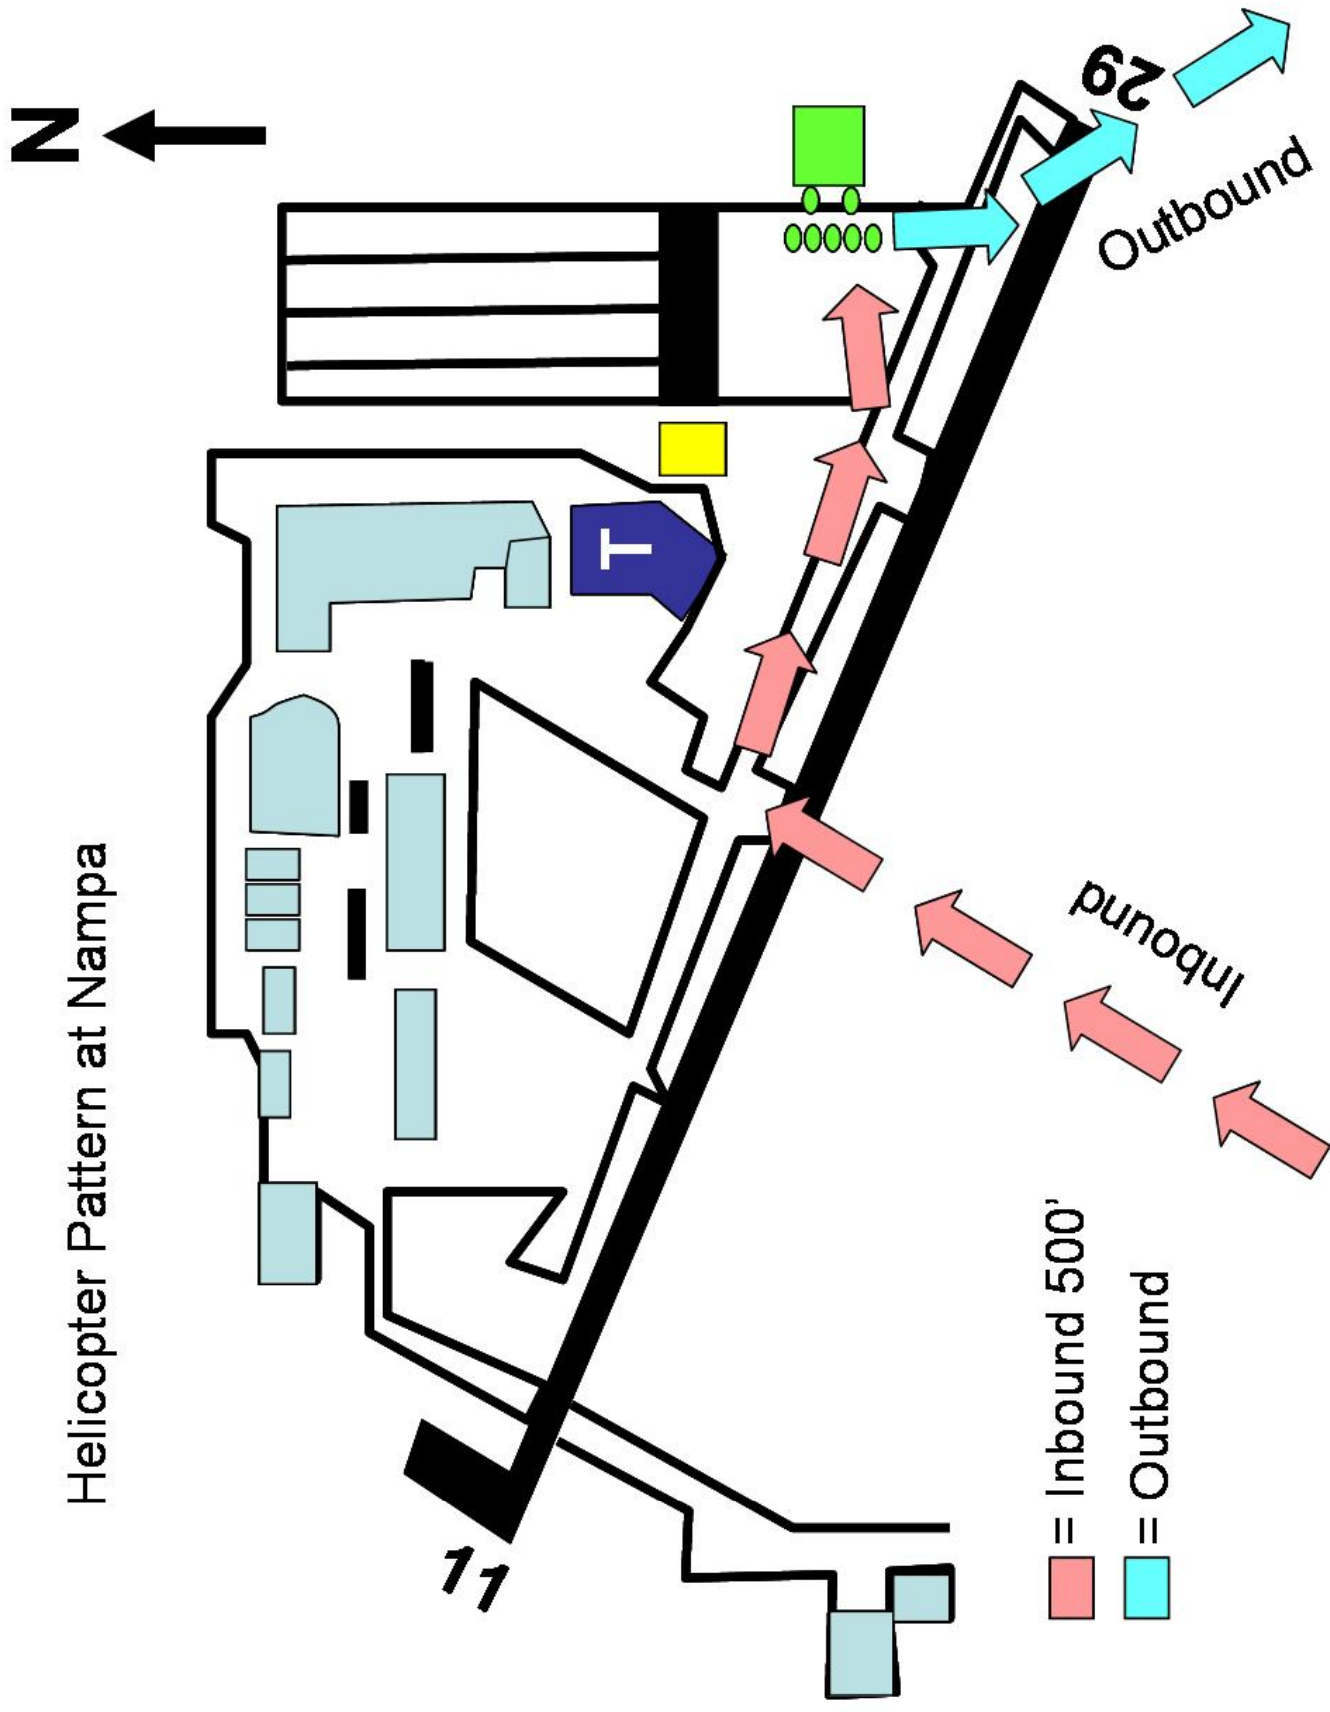 Helicopter Pattern at Nampa
N
T
11
29
Outbound
Inbound
= Inbound 500'
= Outbound